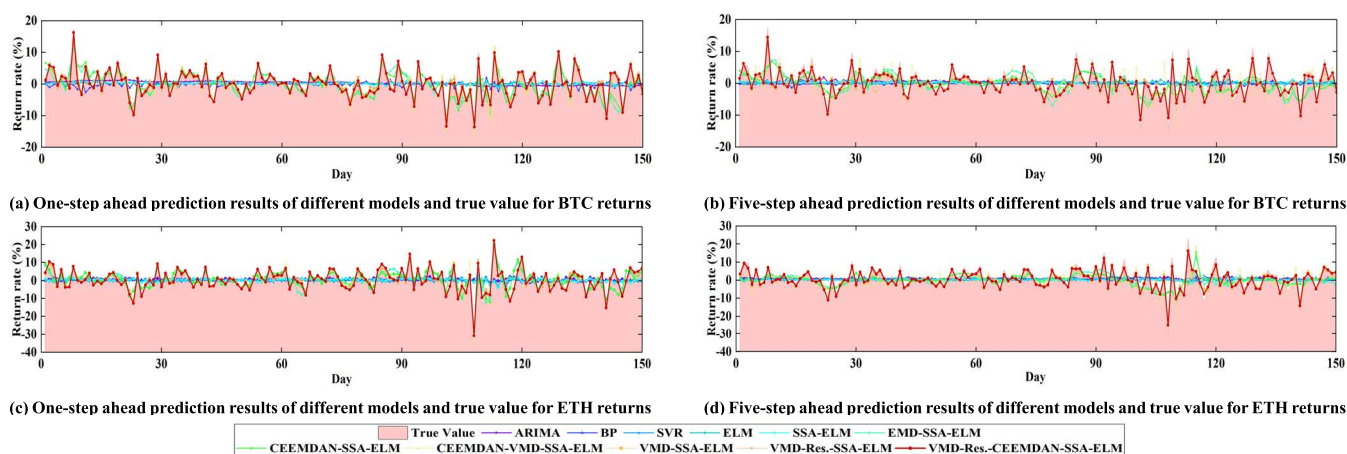 20
10
0
-10
-20
Return rate (%)
0 30 60 90 120 150
Day
(a) One-step ahead prediction results of different models and true value for BTC returns
20
10
0
-10
-20
Return rate (%)
0 30 60 90 120 150
Day
(b) Five-step ahead prediction results of different models and true value for BTC returns
30
20
10
0
-10
-20
-30
-40
Return rate (%)
0 30 60 90 120 150
Day
(c) One-step ahead prediction results of different models and true value for ETH returns
30
20
10
0
-10
-20
-30
-40
Return rate (%)
0 30 60 90 120 150
Day
(d) Five-step ahead prediction results of different models and true value for ETH returns
True Value ARIMA BP SVR ELM SSA-ELM EMD-SSA-ELM
CEEMDAN-SSA-ELM CEEMDAN-VMD-SSA-ELM VMD-SSA-ELM VMD-Res.-SSA-ELM VMD-Res.-CEEMDAN-SSA-ELM